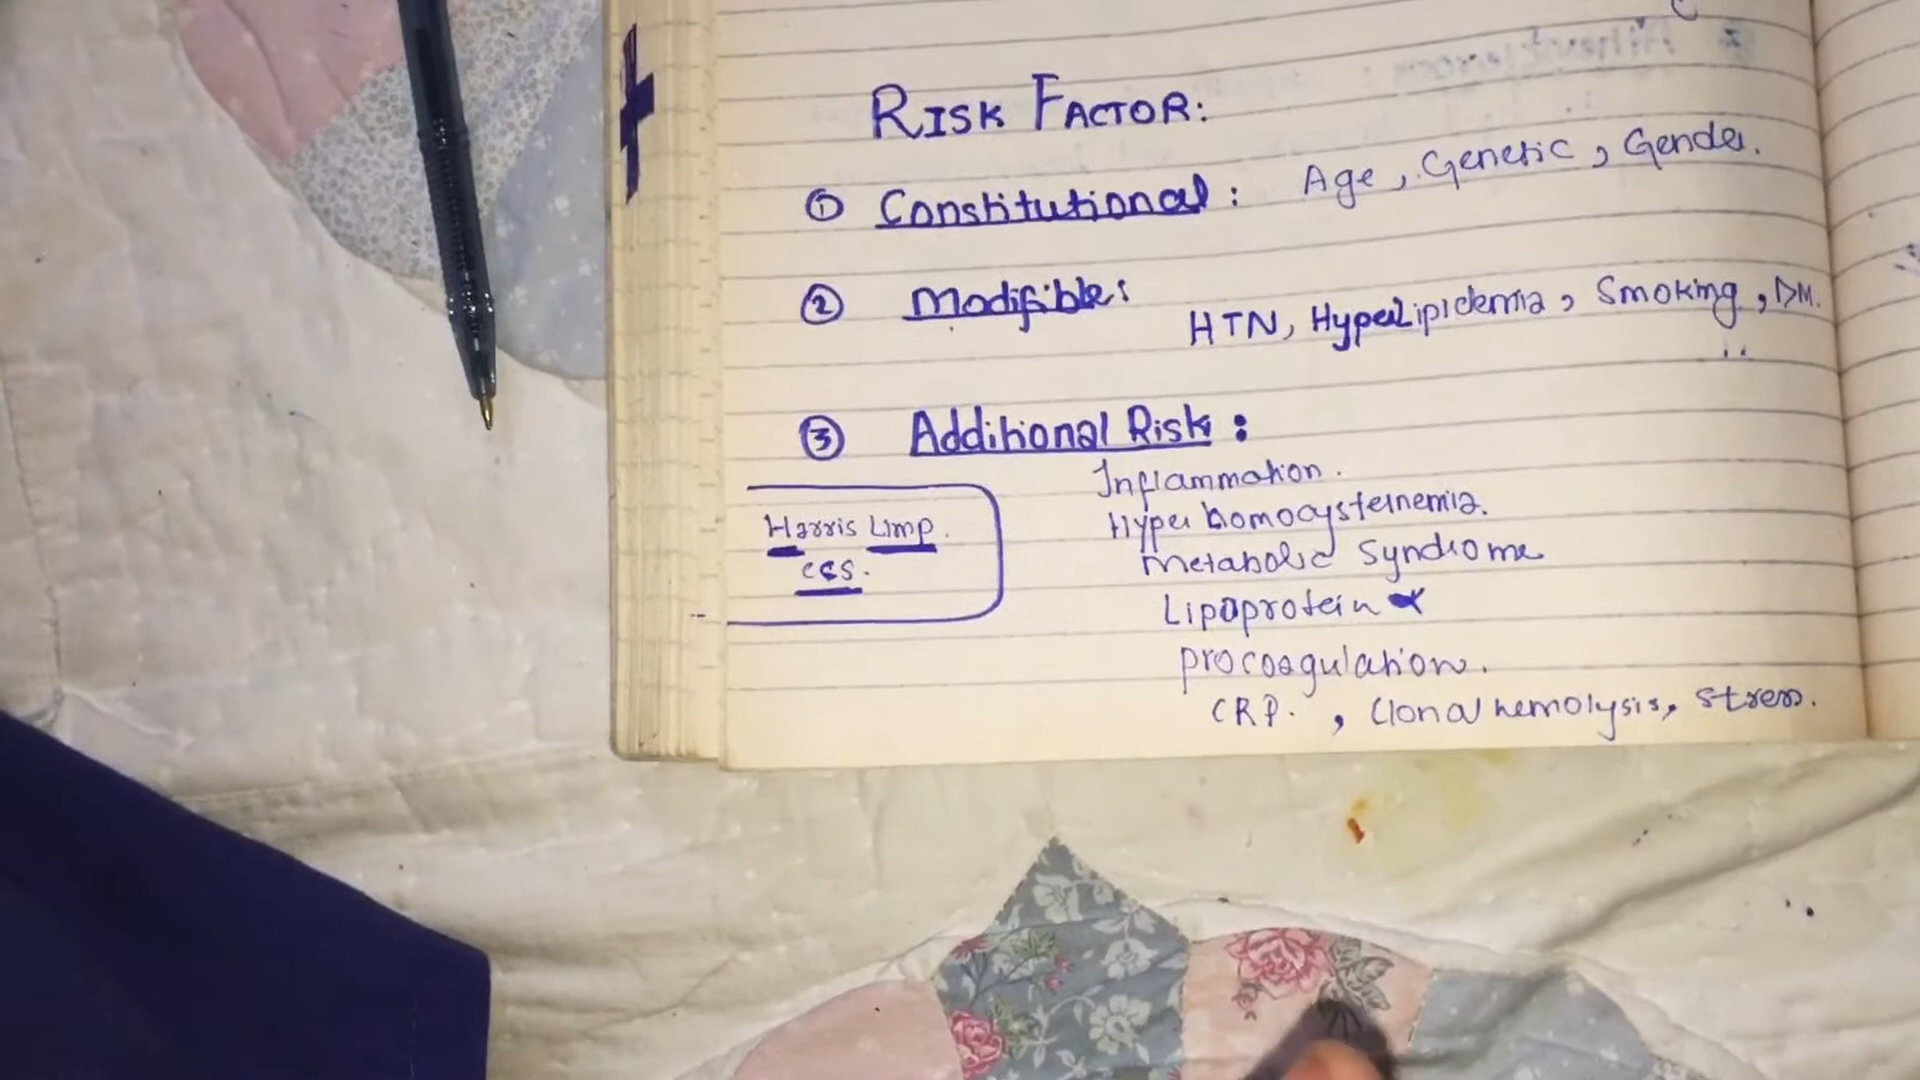 RISK FACTOR:
① Constitutional : Age, Genetic, Gender.
② Modifible: HTN, Hyperlipidemia, Smoking, DM.
③ Additional Risk :
Inflammation.
Hyper homocysteinemia.
Metabolic Syndrome
Lipoprotein
procoagulation.
CRP. , Clonal hemolysis, stress.
Harris Limp.
CCS.